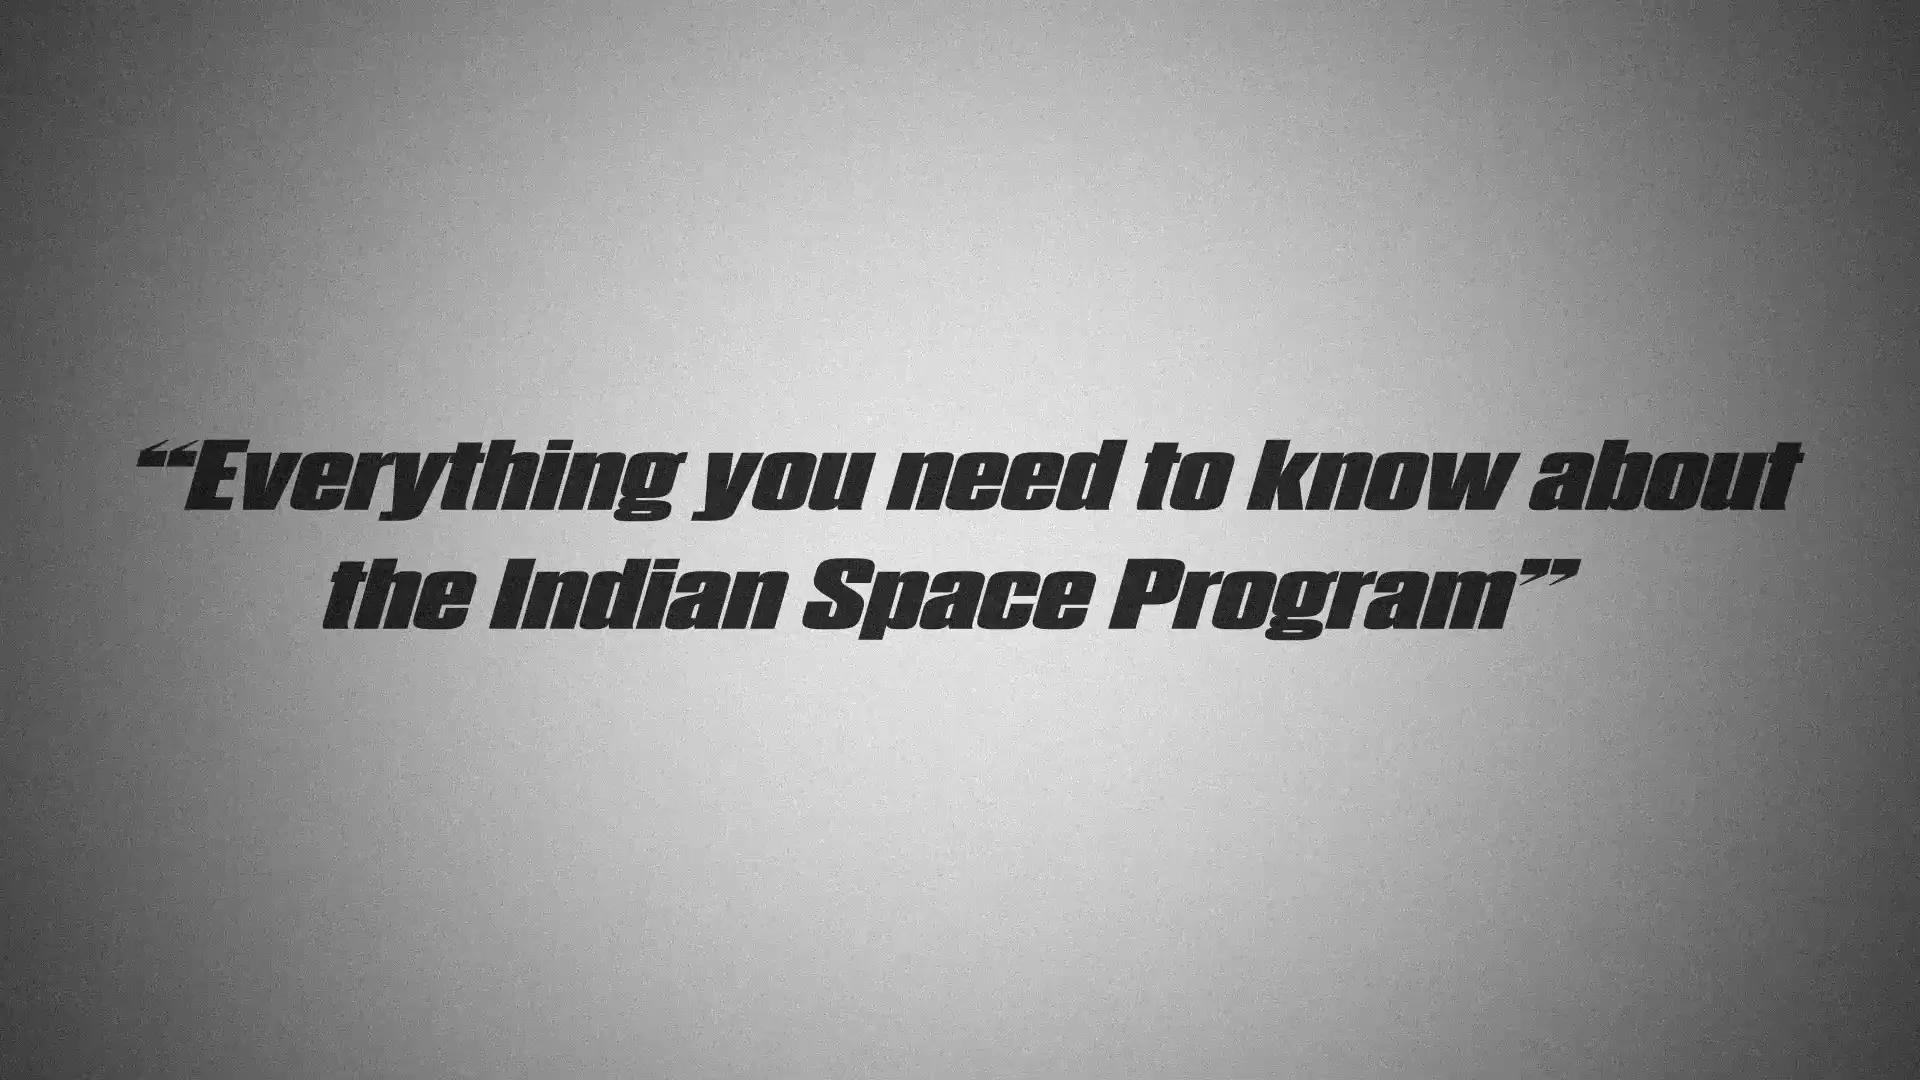 “Everything you need to know about
the Indian Space Program”